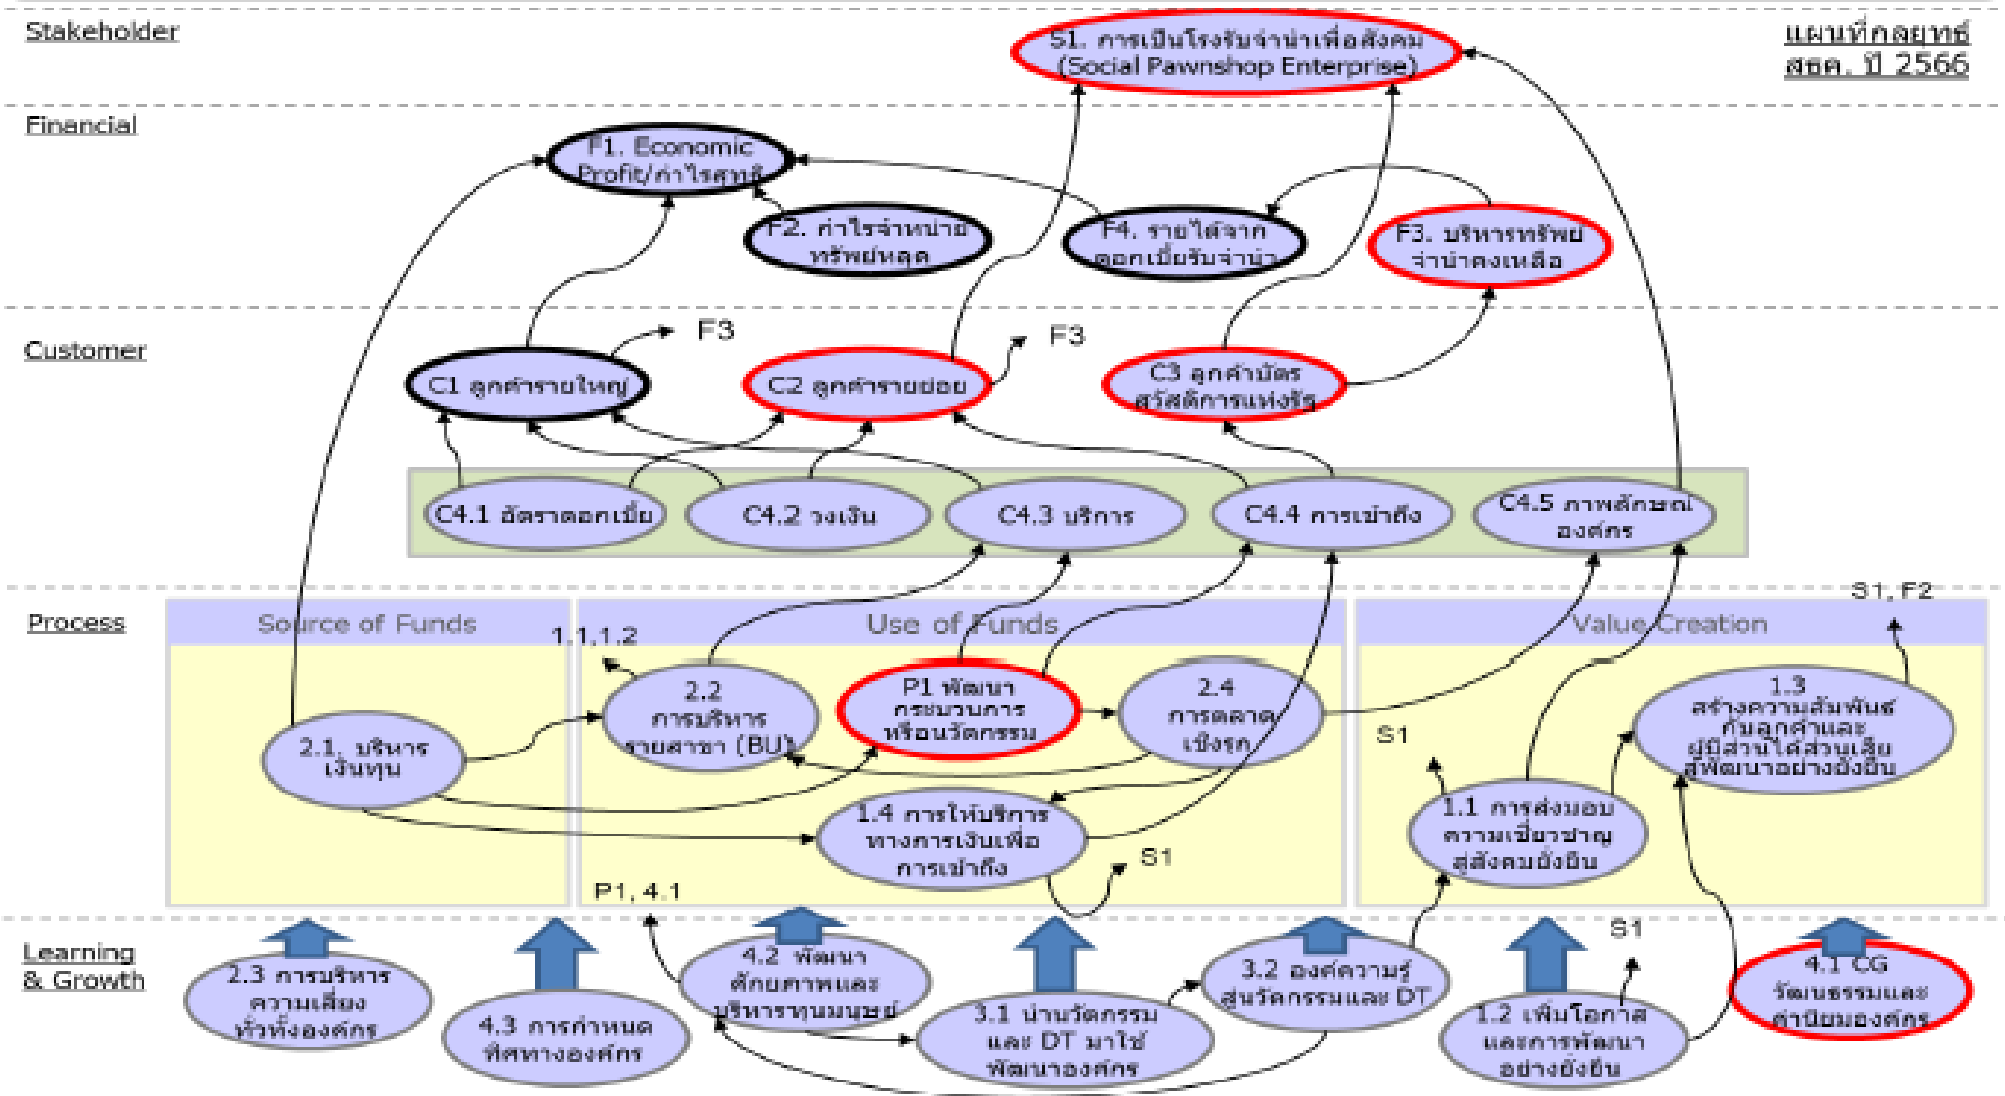 Stakeholder
S1. การเป็นโรงรับจำนำเพื่อสังคม
(Social Pawnshop Enterprise)
แผนที่กลยุทธ์
สธค. ปี 2566
Financial
F1. Economic
Profit/กำไรสุทธิ
F2. กำไรจำหน่าย
ทรัพย์หลุด
F4. รายได้จาก
ดอกเบี้ยรับจำนำ
F3. บริหารทรัพย์
จำนำคงเหลือ
Customer
F3
F3
C1 ลูกค้ารายใหญ่
C2 ลูกค้ารายย่อย
C3 ลูกค้าบัตร
สวัสดิการแห่งรัฐ
C4.1 อัตราดอกเบี้ย
C4.2 วงเงิน
C4.3 บริการ
C4.4 การเข้าถึง
C4.5 ภาพลักษณ์
องค์กร
Process
Source of Funds
Use of Funds
Value Creation
S1, F2
1.1,1.2
2.1. บริหาร
เงินทุน
2.2
การบริหาร
รายสาขา (BU)
P1 พัฒนา
กระบวนการ
หรือนวัตกรรม
2.4
การตลาด
เชิงรุก
1.4 การให้บริการ
ทางการเงินเพื่อ
การเข้าถึง
S1
S1
1.1 การส่งมอบ
ความเชี่ยวชาญ
สู่สังคมยั่งยืน
1.3
สร้างความสัมพันธ์
กับลูกค้าและ
ผู้มีส่วนได้ส่วนเสีย
สู่พัฒนาอย่างยั่งยืน
P1, 4.1
Learning
& Growth
2.3 การบริหาร
ความเสี่ยง
ทั่วทั้งองค์กร
4.3 การกำหนด
ทิศทางองค์กร
4.2 พัฒนา
ศักยภาพและ
บริหารทุนมนุษย์
3.1 นำนวัตกรรม
และ DT มาใช้
พัฒนาองค์กร
3.2 องค์ความรู้
สู่นวัตกรรมและ DT
S1
1.2 เพิ่มโอกาส
และการพัฒนา
อย่างยั่งยืน
4.1 CG
วัฒนธรรมและ
ค่านิยมองค์กร